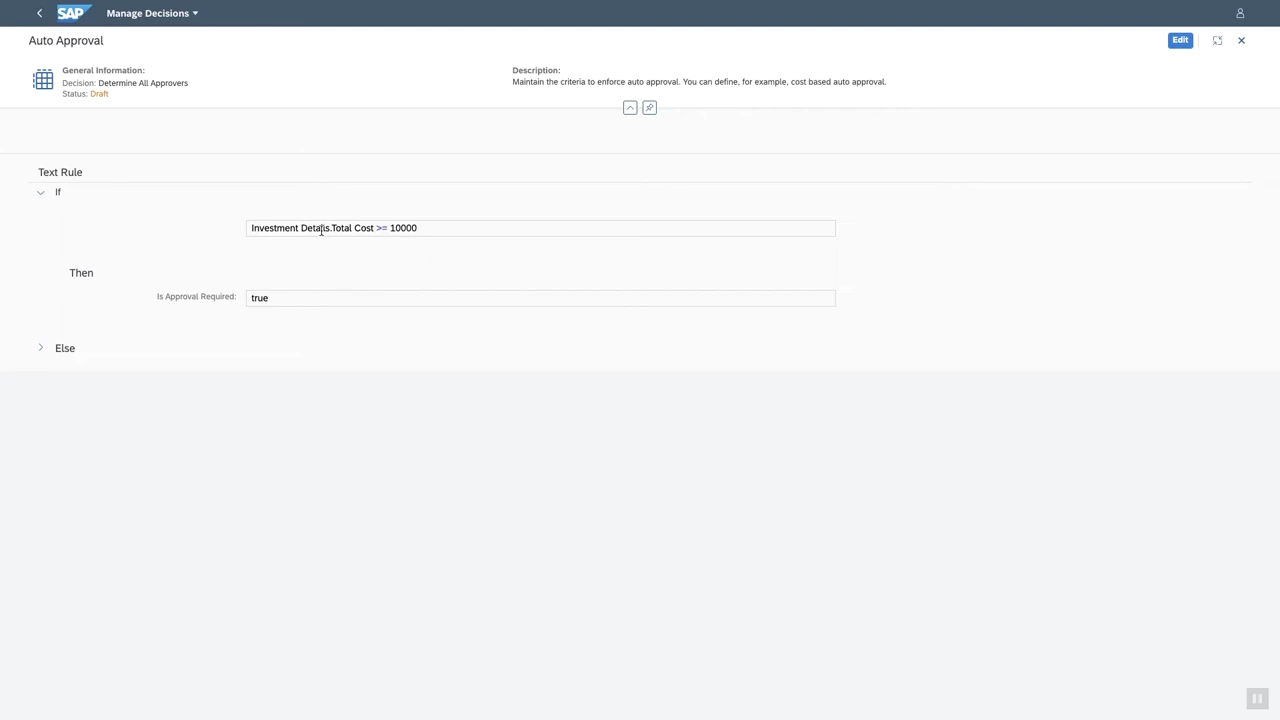 SAP Manage Decisions
Auto Approval
Edit
General Information:
Decision: Determine All Approvers
Status: Draft
Description:
Maintain the criteria to enforce auto approval. You can define, for example, cost based auto approval.
Text Rule
If
Investment Details.Total Cost >= 10000
Then
Is Approval Required: true
Else